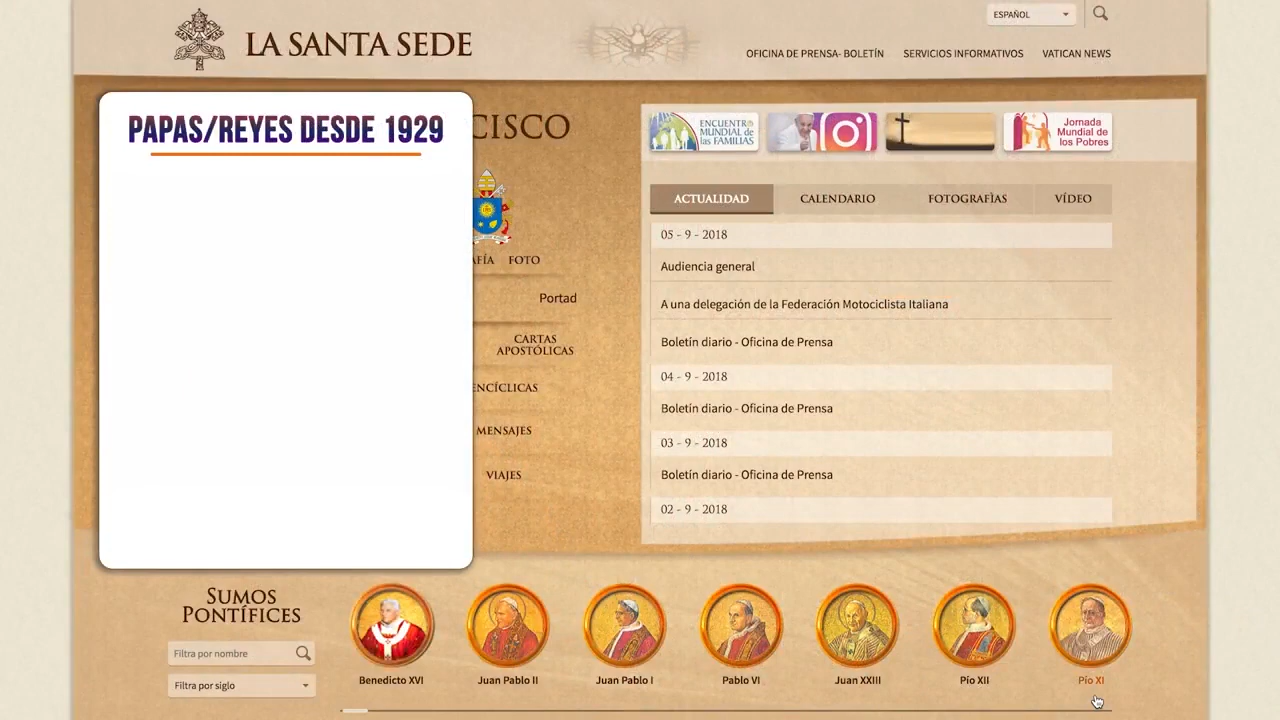 LA SANTA SEDE
ESPAÑOL
OFICINA DE PRENSA- BOLETÍN
SERVICIOS INFORMATIVOS
VATICAN NEWS
PAPAS/REYES DESDE 1929
CISCO
FOTO
Portad
CARTAS
APOSTÓLICAS
ENCÍCLICAS
MENSAJES
VIAJES
ENCUENTRO
MUNDIAL de
las FAMILIAS
Jornada
Mundial de
los Pobres
ACTUALIDAD
CALENDARIO
FOTOGRAFÌAS
VÍDEO
05 - 9 - 2018
Audiencia general
A una delegación de la Federación Motociclista Italiana
Boletín diario - Oficina de Prensa
04 - 9 - 2018
Boletín diario - Oficina de Prensa
03 - 9 - 2018
Boletín diario - Oficina de Prensa
02 - 9 - 2018
SUMOS
PONTÍFICES
Filtra por nombre
Filtra por siglo
Benedicto XVI
Juan Pablo II
Juan Pablo I
Pablo VI
Juan XXIII
Pío XII
Pío XI